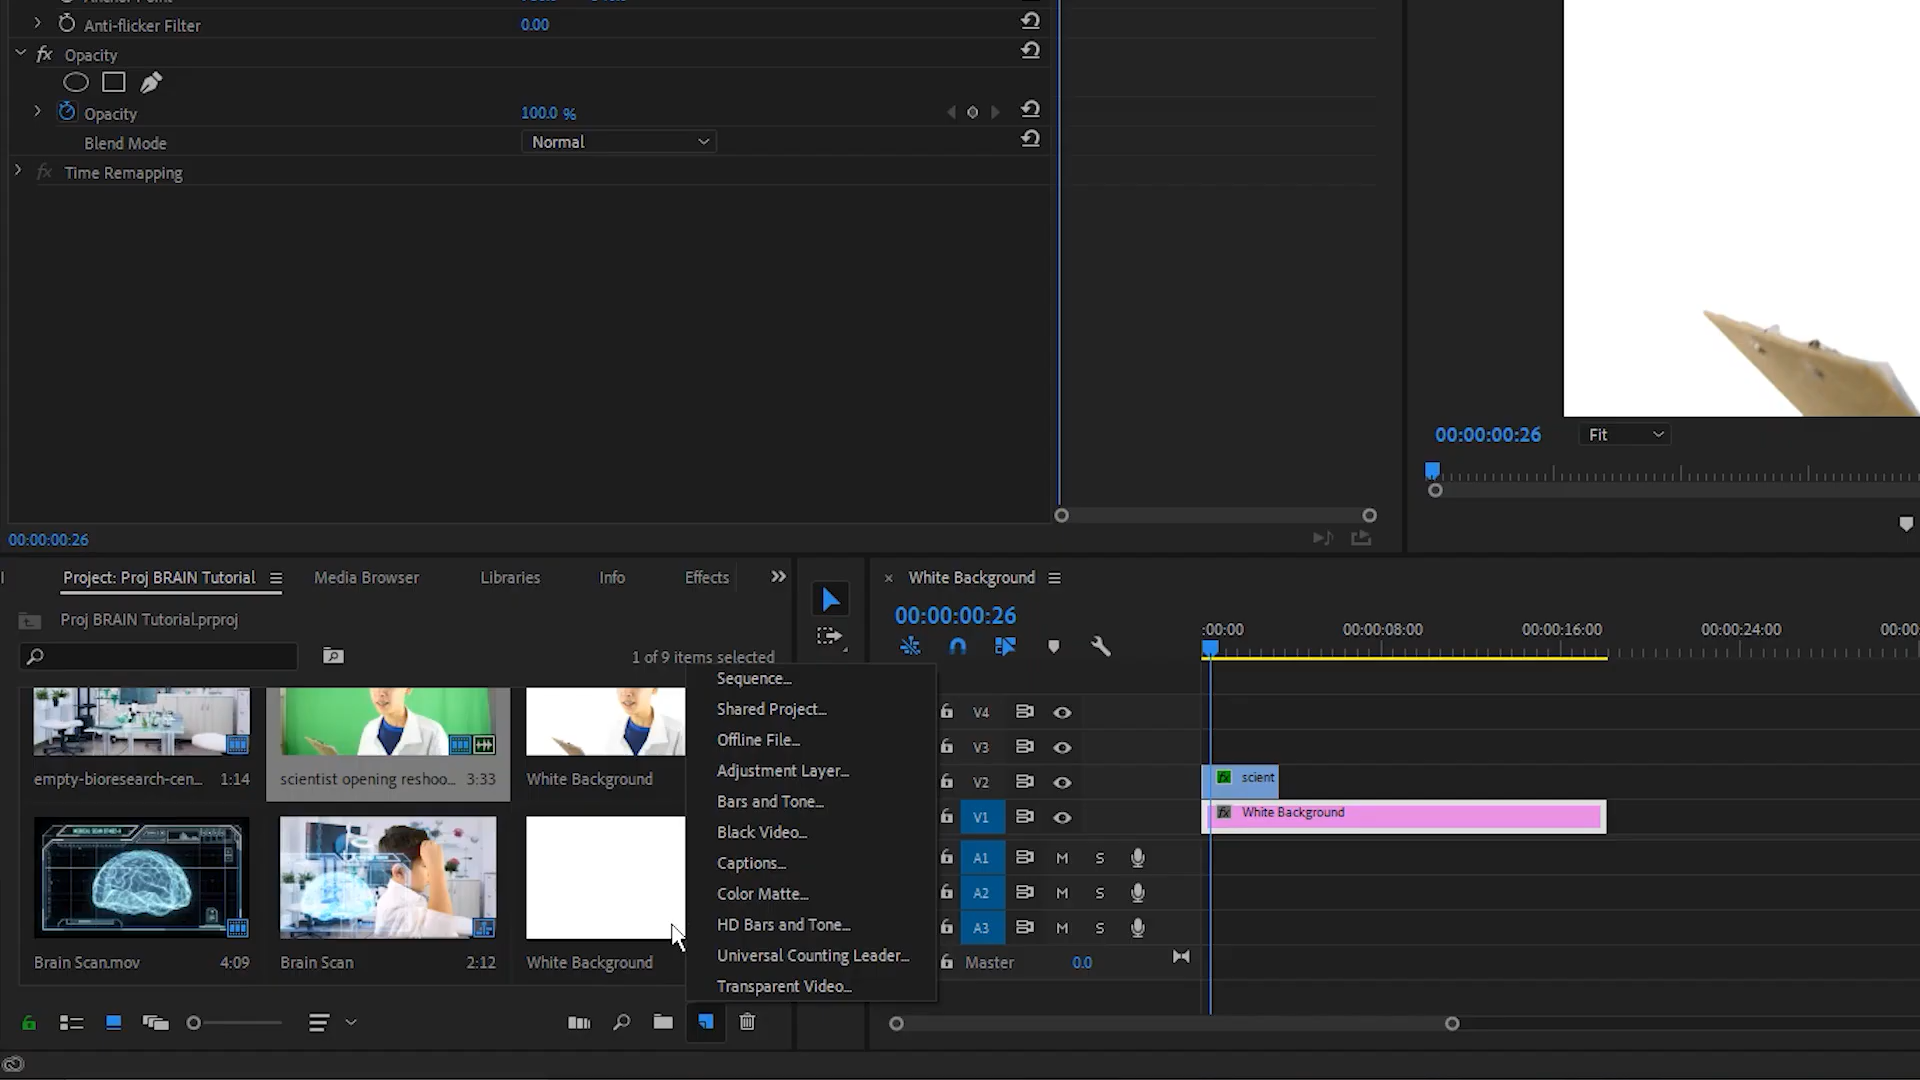 Anti-flicker Filter 0.00
fx Opacity
Opacity 100.0 %
Blend Mode Normal
fx Time Remapping
00:00:00:26 Fit
00:00:00:26
Project: Proj BRAIN Tutorial Media Browser Libraries Info Effects
Proj BRAIN Tutorial.prproj
1 of 9 items selected
empty-bioresearch-cen... 1:14
scientist opening reshoo... 3:33
White Background
Brain Scan.mov 4:09
Brain Scan 2:12
White Background
Sequence...
Shared Project...
Offline File...
Adjustment Layer...
Bars and Tone...
Black Video...
Captions...
Color Matte...
HD Bars and Tone...
Universal Counting Leader...
Transparent Video...
× White Background
00:00:00:26
:00:00 00:00:08:00 00:00:16:00 00:00:24:00 00:00
V4
V3
V2 fx scient
V1 fx White Background
A1 M S
A2 M S
A3 M S
Master 0.0